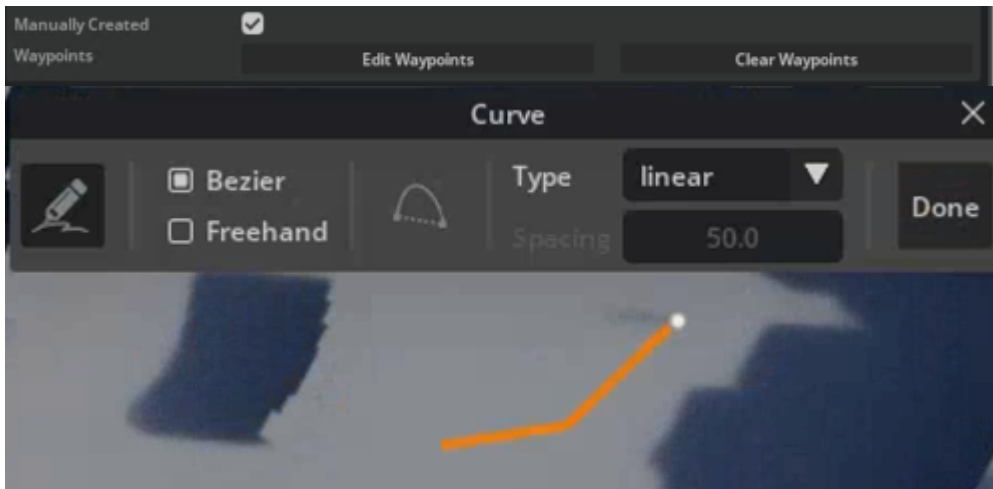 Manually Created
Waypoints Edit Waypoints Clear Waypoints
Curve
Bezier
Freehand
Type linear
Spacing 50.0
Done